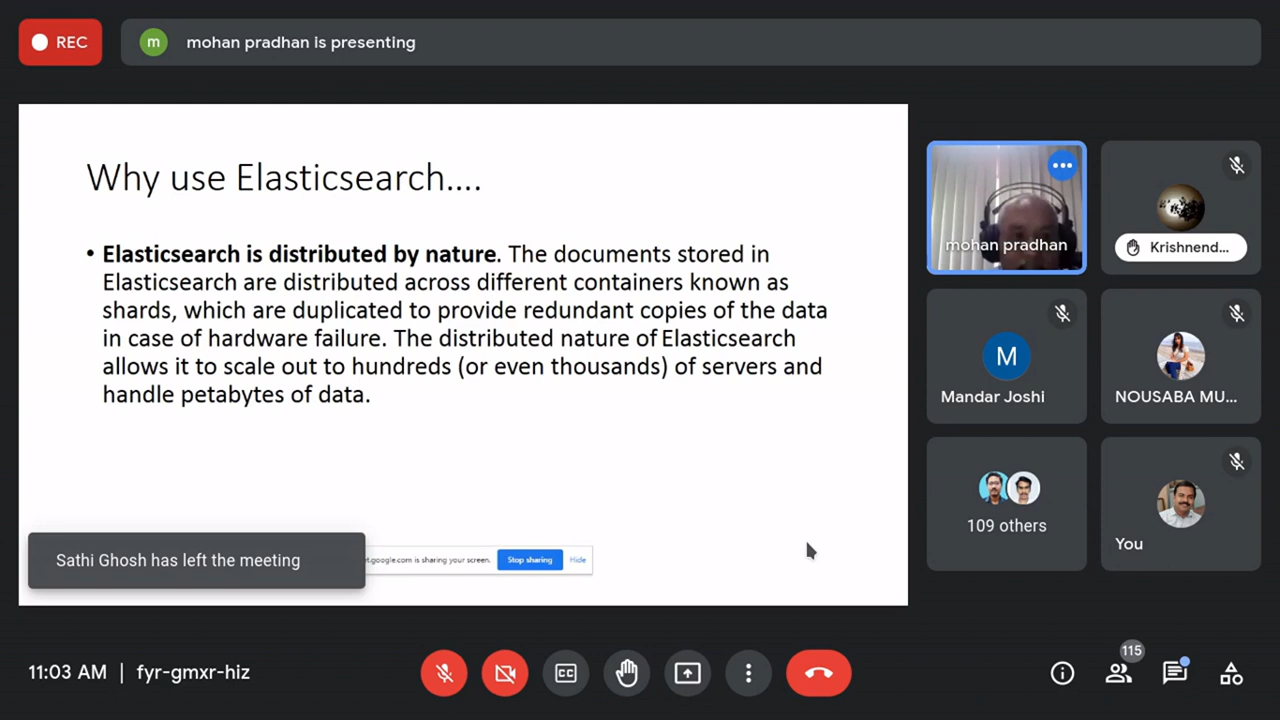 REC
m
mohan pradhan is presenting
Why use Elasticsearch....
• Elasticsearch is distributed by nature. The documents stored in
Elasticsearch are distributed across different containers known as
shards, which are duplicated to provide redundant copies of the data
in case of hardware failure. The distributed nature of Elasticsearch
allows it to scale out to hundreds (or even thousands) of servers and
handle petabytes of data.
Sathi Ghosh has left the meeting
t.google.com is sharing your screen.
Stop sharing
Hide
mohan pradhan
Krishnend...
M
Mandar Joshi
NOUSABA MU...
109 others
You
11:03 AM | fyr-gmxr-hiz
CC
115